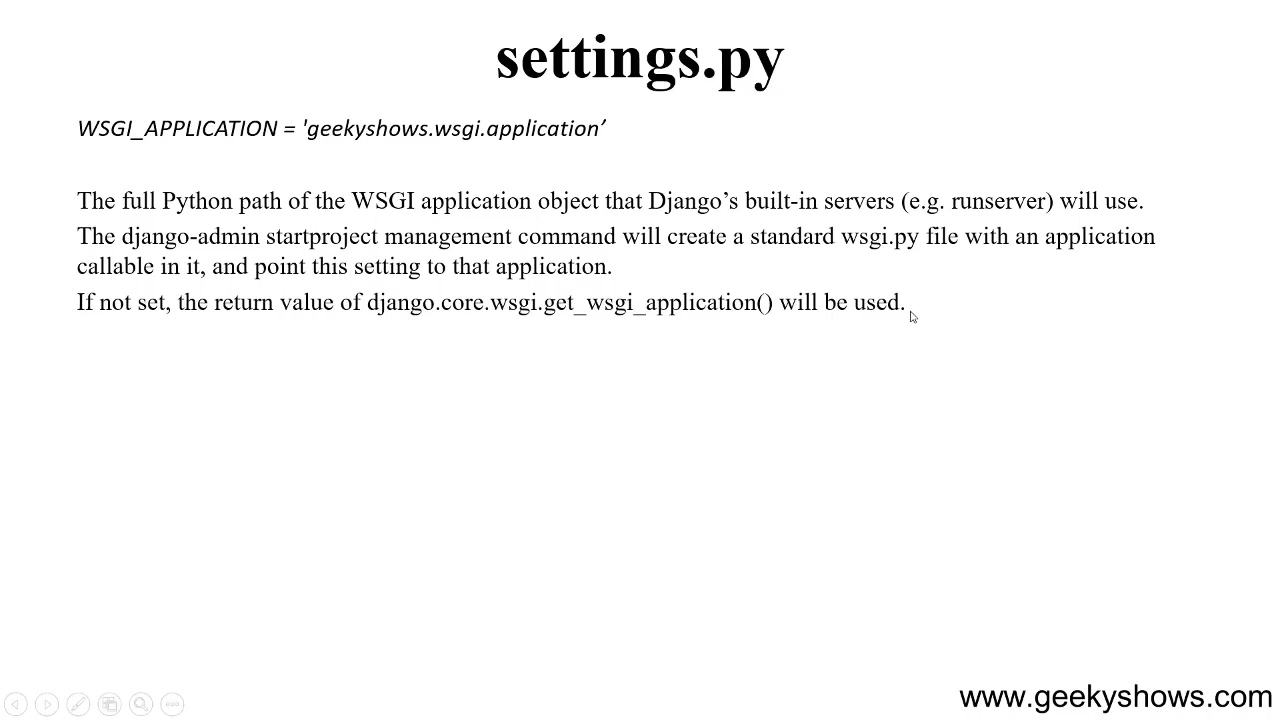 settings.py
WSGI_APPLICATION = 'geekyshows.wsgi.application’
The full Python path of the WSGI application object that Django’s built-in servers (e.g. runserver) will use.
The django-admin startproject management command will create a standard wsgi.py file with an application
callable in it, and point this setting to that application.
If not set, the return value of django.core.wsgi.get_wsgi_application() will be used.
www.geekyshows.com